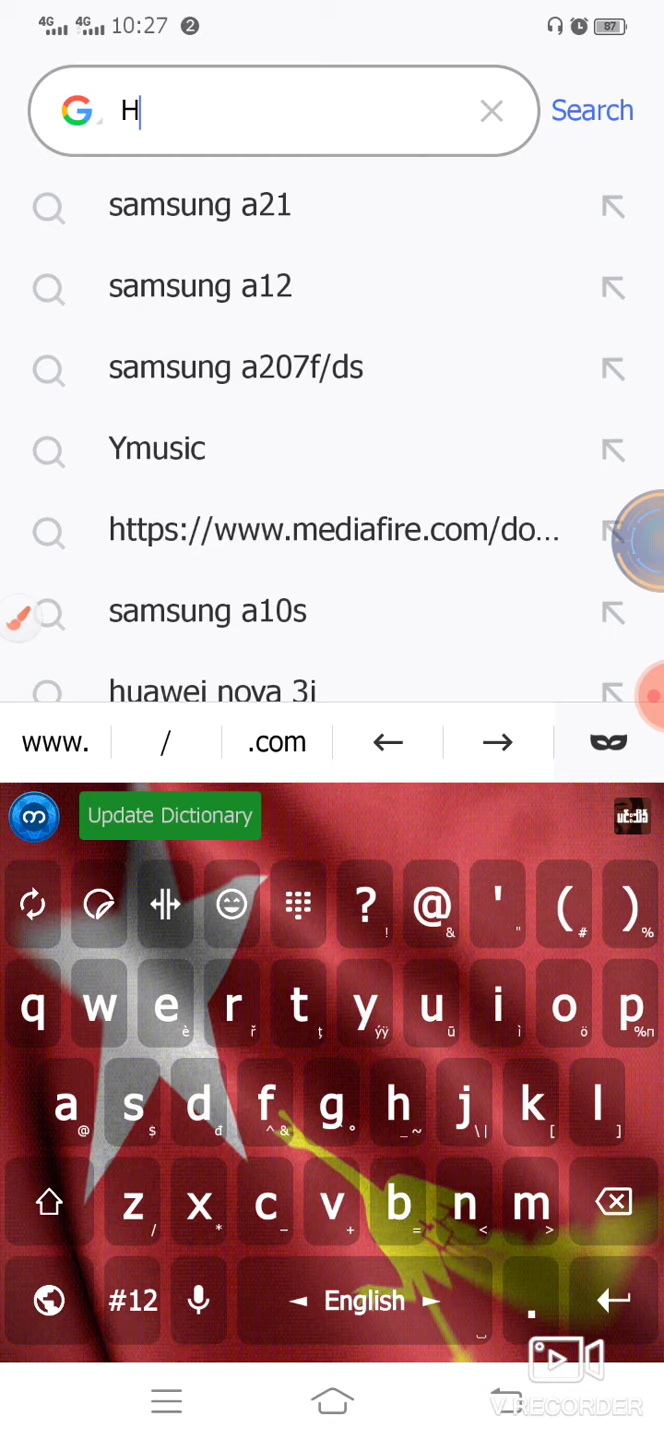 4G 4G 10:27 2 87
H Search
samsung a21
samsung a12
samsung a207f/ds
Ymusic
https://www.mediafire.com/do...
samsung a10s
huawei nova 3i
www. / .com ← →
Update Dictionary
? ! @ & ' " ( # ) %
q w e è r ř t ţ y ýÿ u ū i ì o ö p %п
a @ s $ d đ f ^ & g ° h _ ~ j \ | k [ l ]
z / x * c – v + b = n < m >
#12 ◄ English ► .
V RECORDER